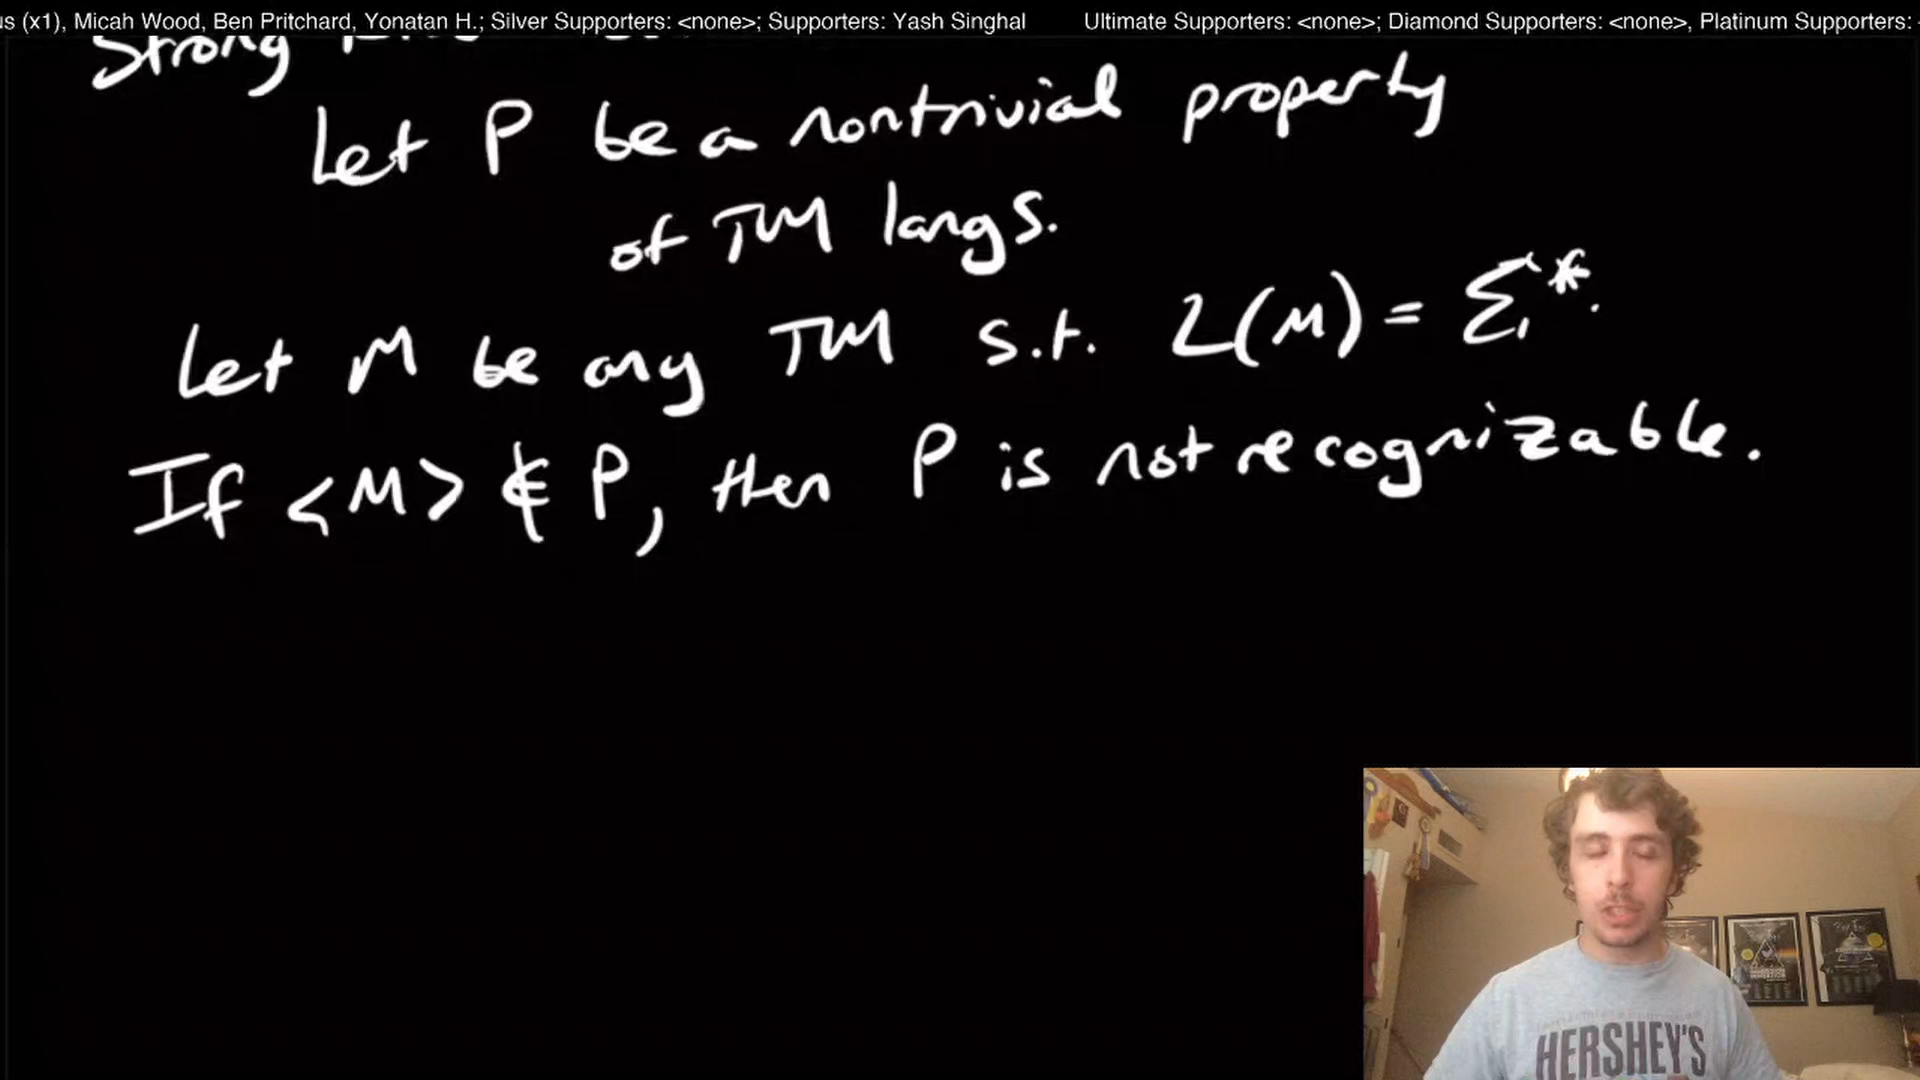 us (x1), Micah Wood, Ben Pritchard, Yonatan H.; Silver Supporters: <none>; Supporters: Yash Singhal Ultimate Supporters: <none>; Diamond Supporters: <none>, Platinum Supporters:
Strong
Let P be a nontrivial property
of TM langs.
Let M be any TM s.t. L(M) = Σ*.
If <M> ∉ P, then P is not recognizable.
HERSHEY'S